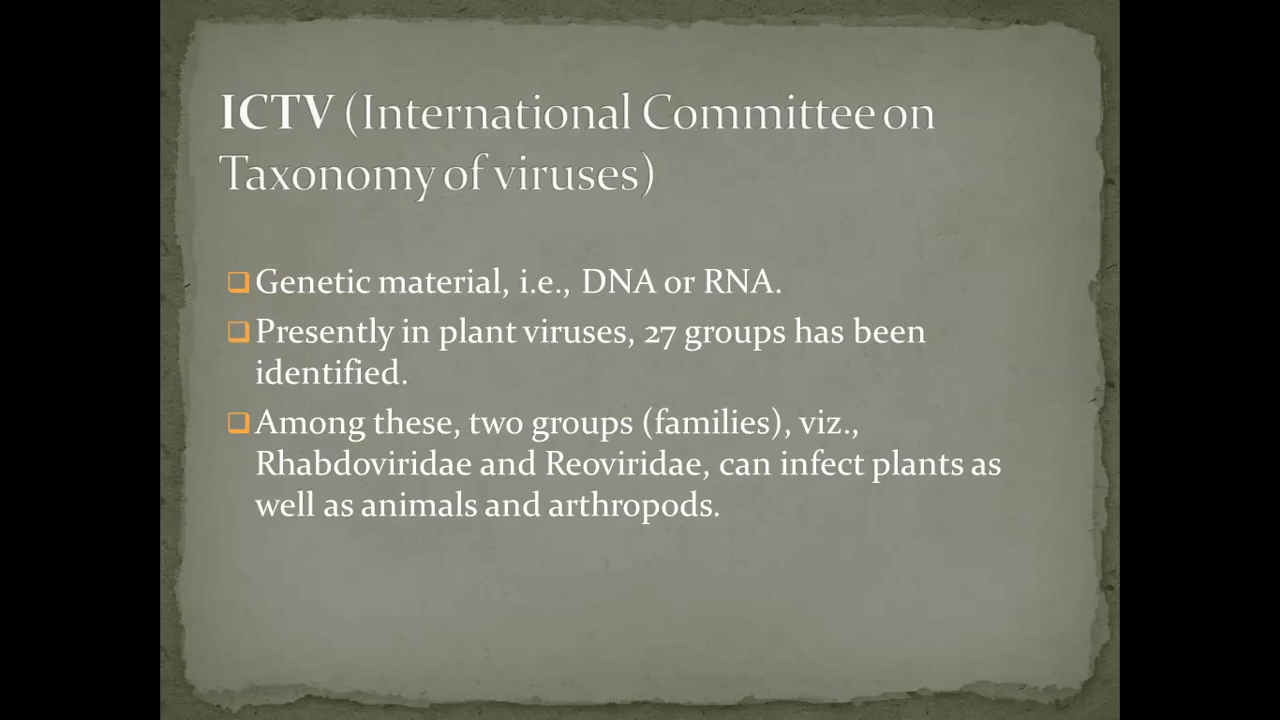 ICTV (International Committee on
Taxonomy of viruses)
Genetic material, i.e., DNA or RNA.
Presently in plant viruses, 27 groups has been
identified.
Among these, two groups (families), viz.,
Rhabdoviridae and Reoviridae, can infect plants as
well as animals and arthropods.